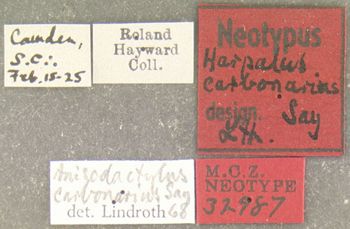 Camden,
S.C.:
Feb. 15-25
Roland
Hayward
Coll.
Neotypus
Harpalus
carbonarius
design. Say
Lth.
Anisodactylus
carbonarius Say
det. Lindroth 68
M.C.Z.
NEOTYPE
32987